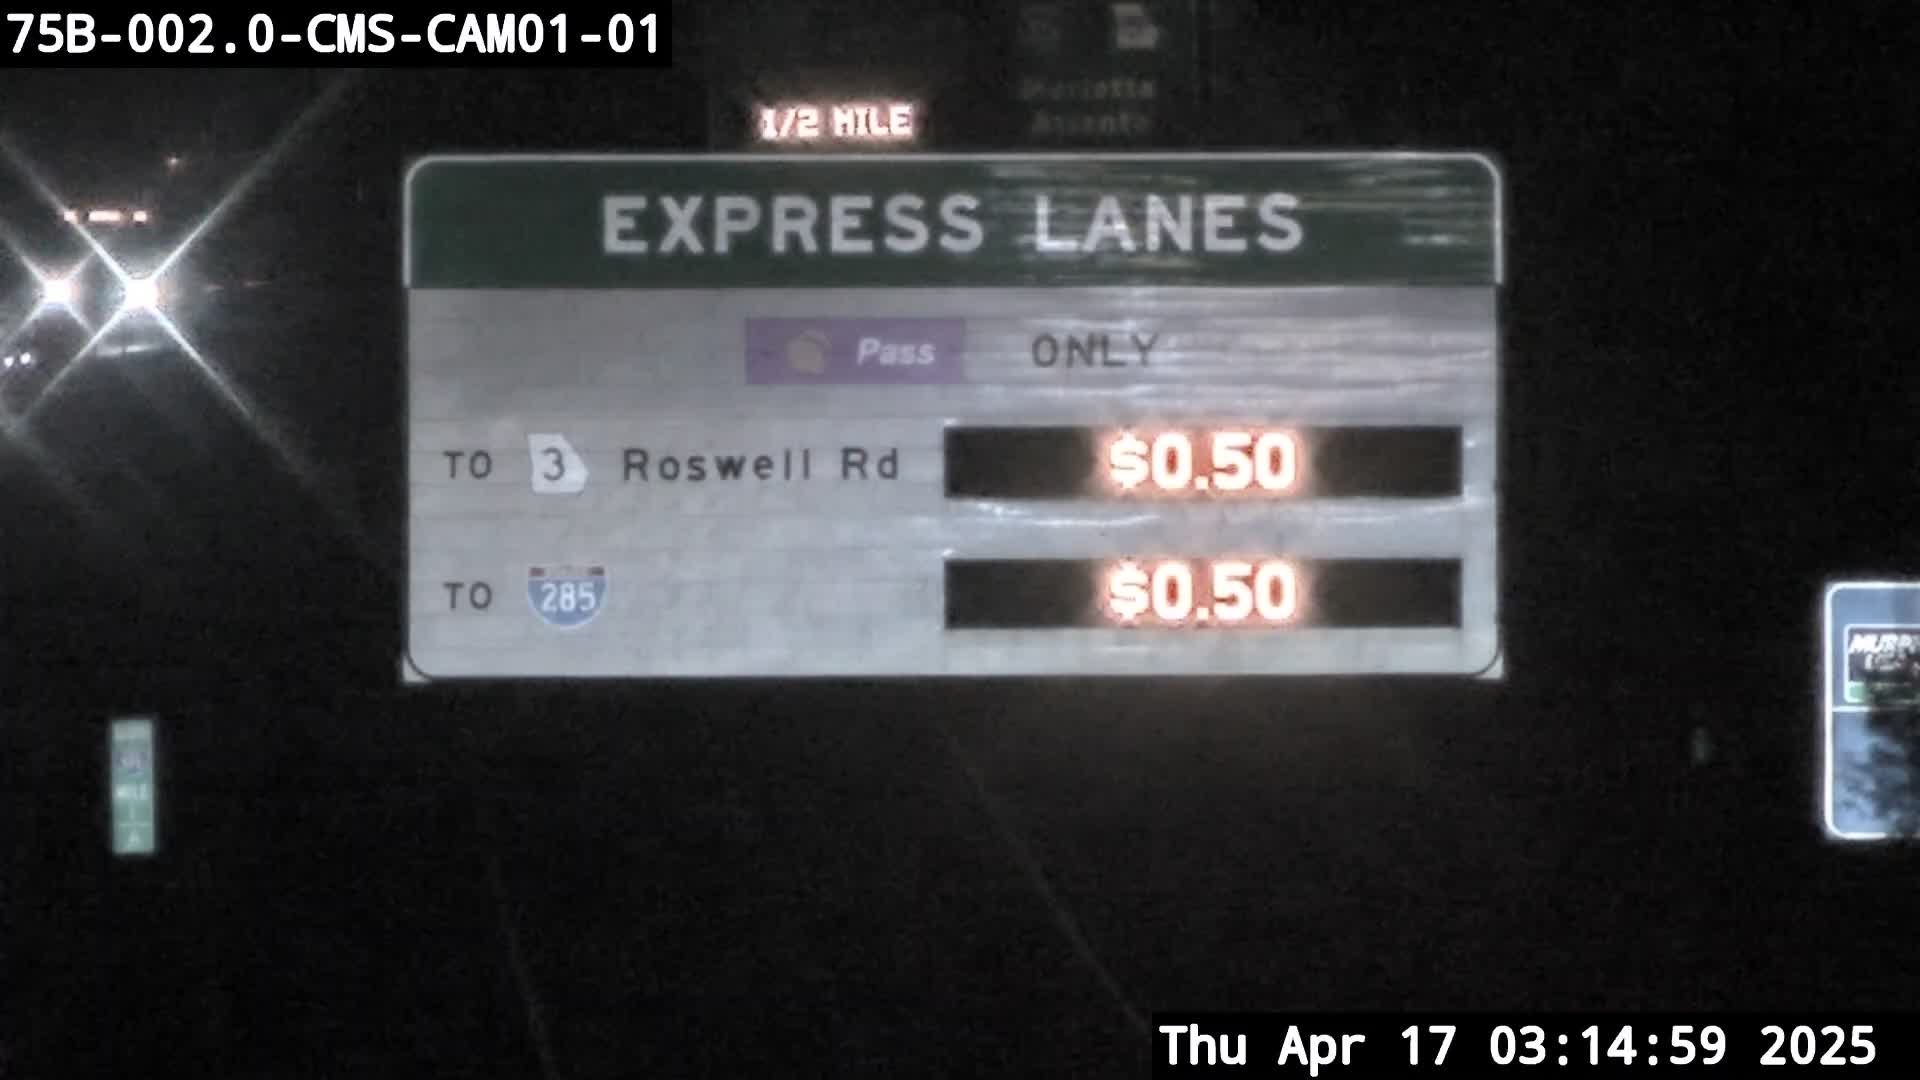 75B-002.0-CMS-CAM01-01
1/2 MILE
EXPRESS LANES
Pass ONLY
TO 3 Roswell Rd $0.50
TO 285 $0.50
MILE
Thu Apr 17 03:14:59 2025